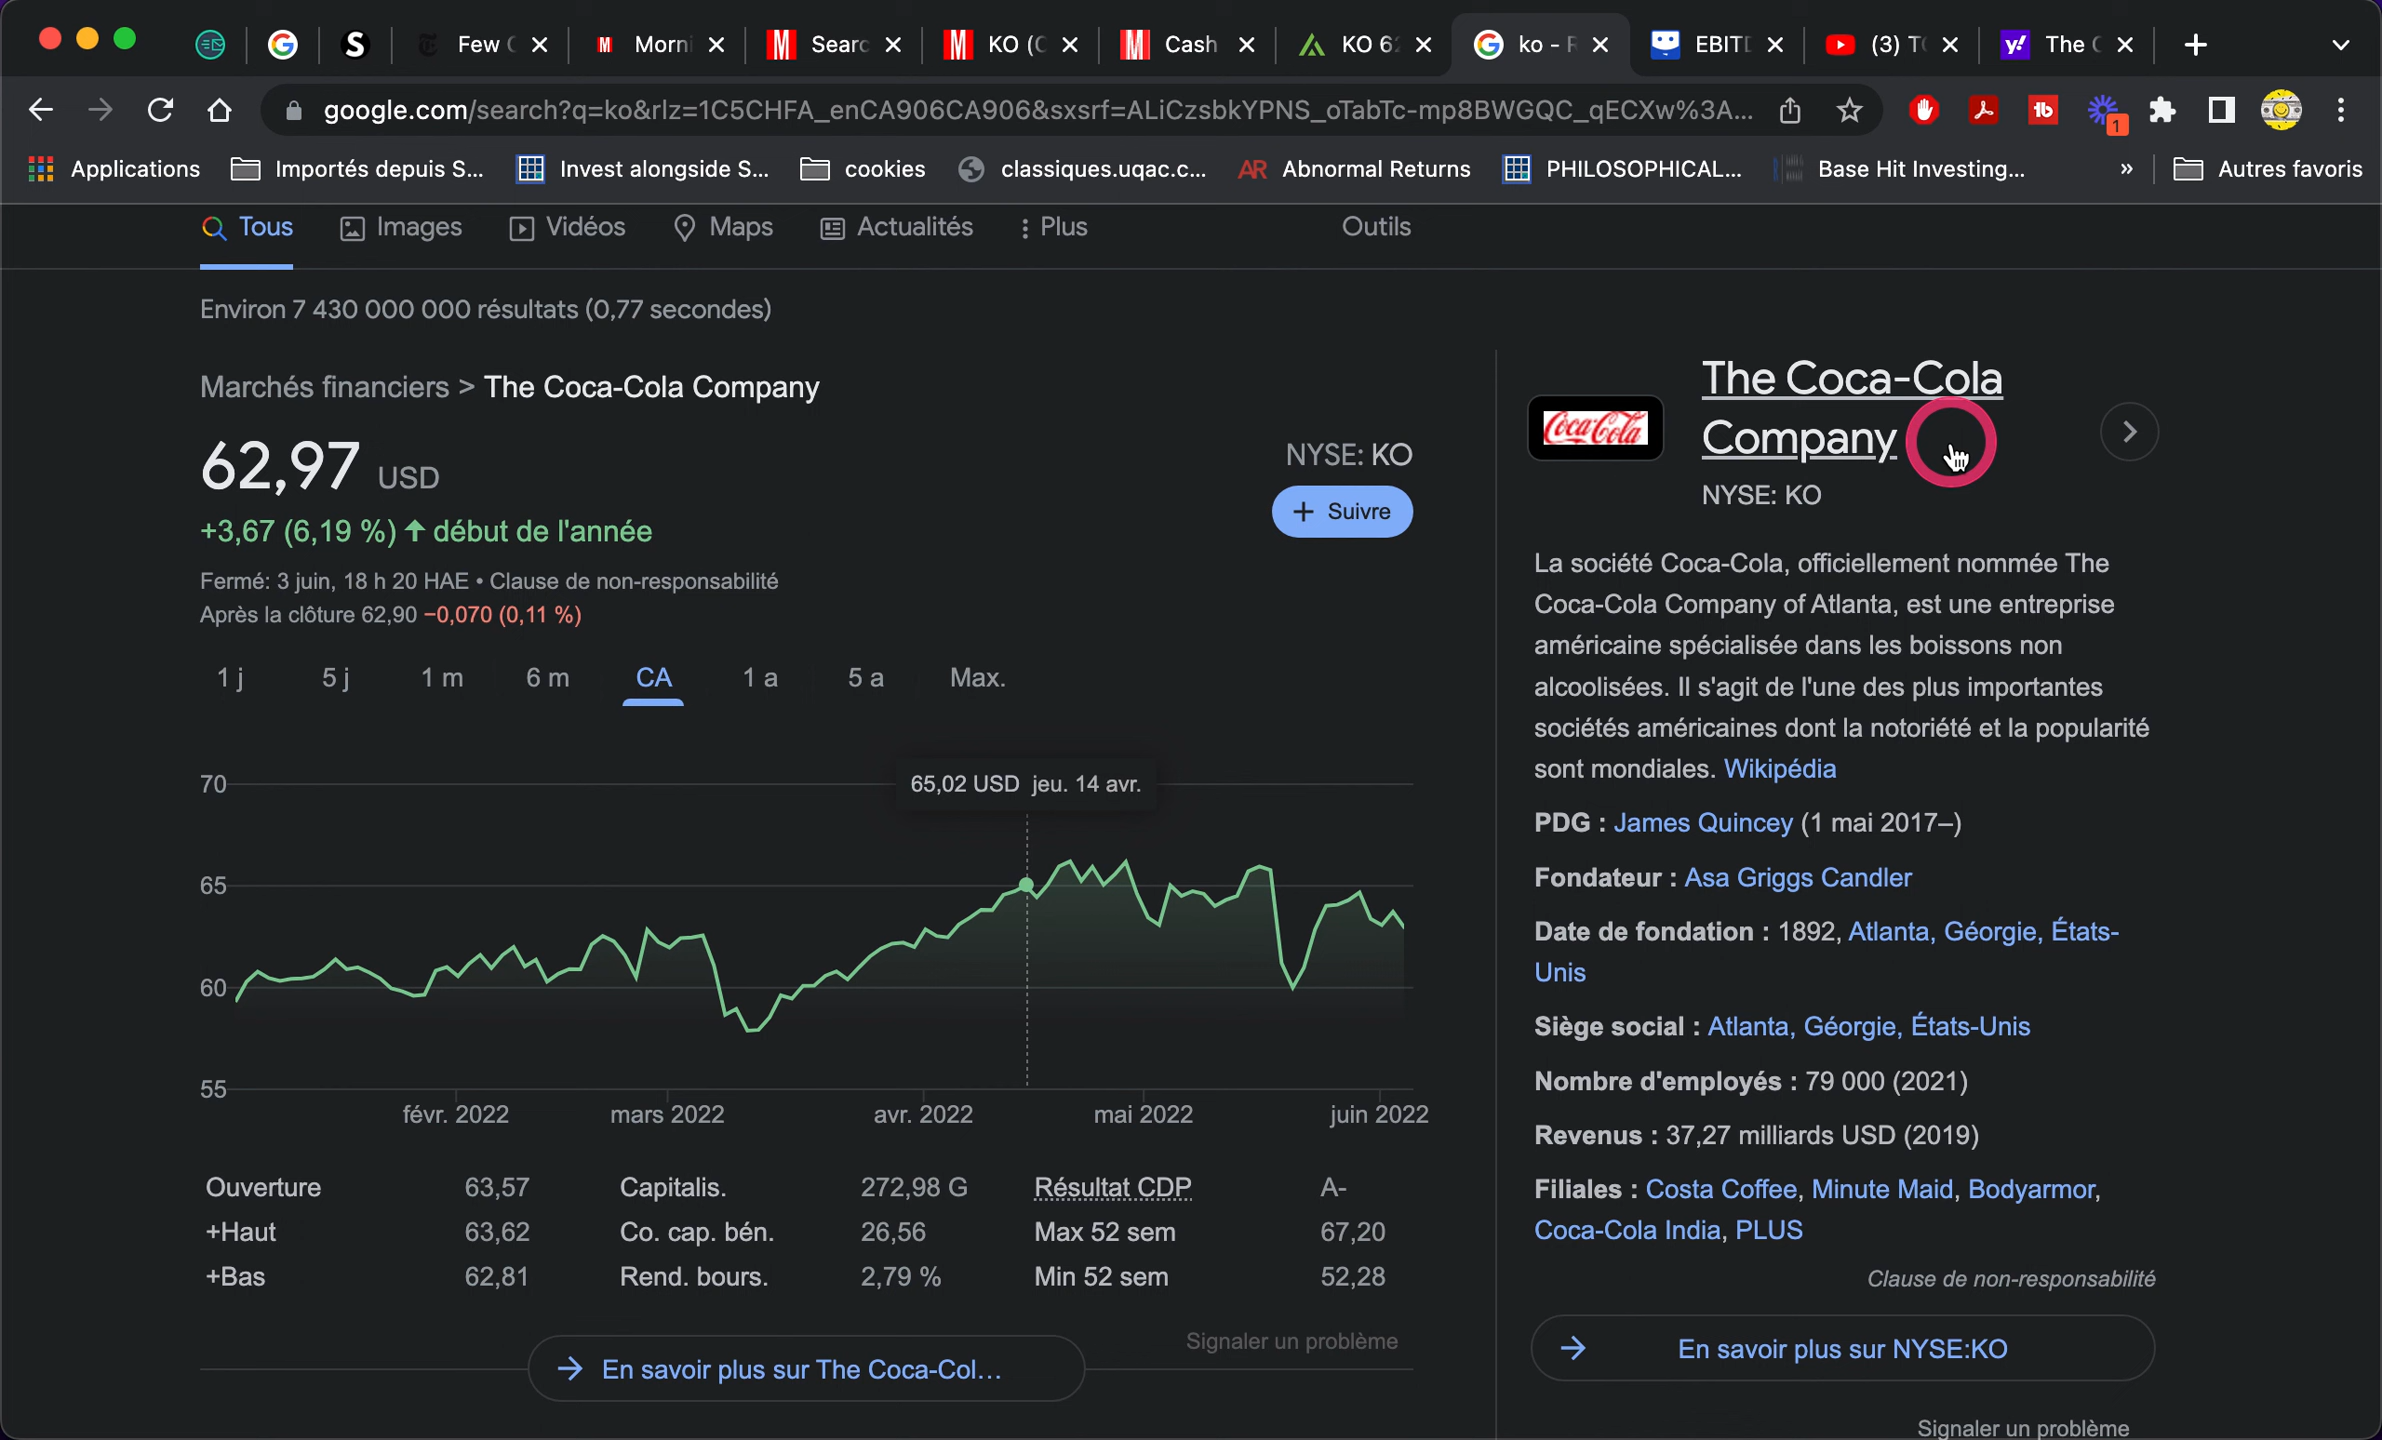 Few
Morni
Searc
KO (C
Cash
KO 62
ko - R
EBIT
(3) T
The C
google.com/search?q=ko&rlz=1C5CHFA_enCA906CA906&sxsrf=ALiCzsbkYPNS_oTabTc-mp8BWGQC_qECXw%3A...
1
Applications
Importés depuis S...
Invest alongside S...
cookies
classiques.uqac.c...
AR Abnormal Returns
PHILOSOPHICAL...
Base Hit Investing...
»
Autres favoris
Tous
Images
Vidéos
Maps
Actualités
Plus
Outils
Environ 7 430 000 000 résultats (0,77 secondes)
Marchés financiers > The Coca-Cola Company
62,97 USD
+3,67 (6,19 %) ↑ début de l'année
Fermé: 3 juin, 18 h 20 HAE • Clause de non-responsabilité
Après la clôture 62,90 −0,070 (0,11 %)
NYSE: KO
+ Suivre
1 j
5 j
1 m
6 m
CA
1 a
5 a
Max.
65,02 USD jeu. 14 avr.
70
65
60
55
févr. 2022
mars 2022
avr. 2022
mai 2022
juin 2022
Ouverture 63,57 Capitalis. 272,98 G Résultat CDP A-
+Haut 63,62 Co. cap. bén. 26,56 Max 52 sem 67,20
+Bas 62,81 Rend. bours. 2,79 % Min 52 sem 52,28
Signaler un problème
→ En savoir plus sur The Coca-Col...
Coca-Cola
The Coca-Cola
Company
NYSE: KO
La société Coca-Cola, officiellement nommée The
Coca-Cola Company of Atlanta, est une entreprise
américaine spécialisée dans les boissons non
alcoolisées. Il s'agit de l'une des plus importantes
sociétés américaines dont la notoriété et la popularité
sont mondiales. Wikipédia
PDG : James Quincey (1 mai 2017–)
Fondateur : Asa Griggs Candler
Date de fondation : 1892, Atlanta, Géorgie, États-
Unis
Siège social : Atlanta, Géorgie, États-Unis
Nombre d'employés : 79 000 (2021)
Revenus : 37,27 milliards USD (2019)
Filiales : Costa Coffee, Minute Maid, Bodyarmor,
Coca-Cola India, PLUS
Clause de non-responsabilité
→ En savoir plus sur NYSE:KO
Signaler un problème